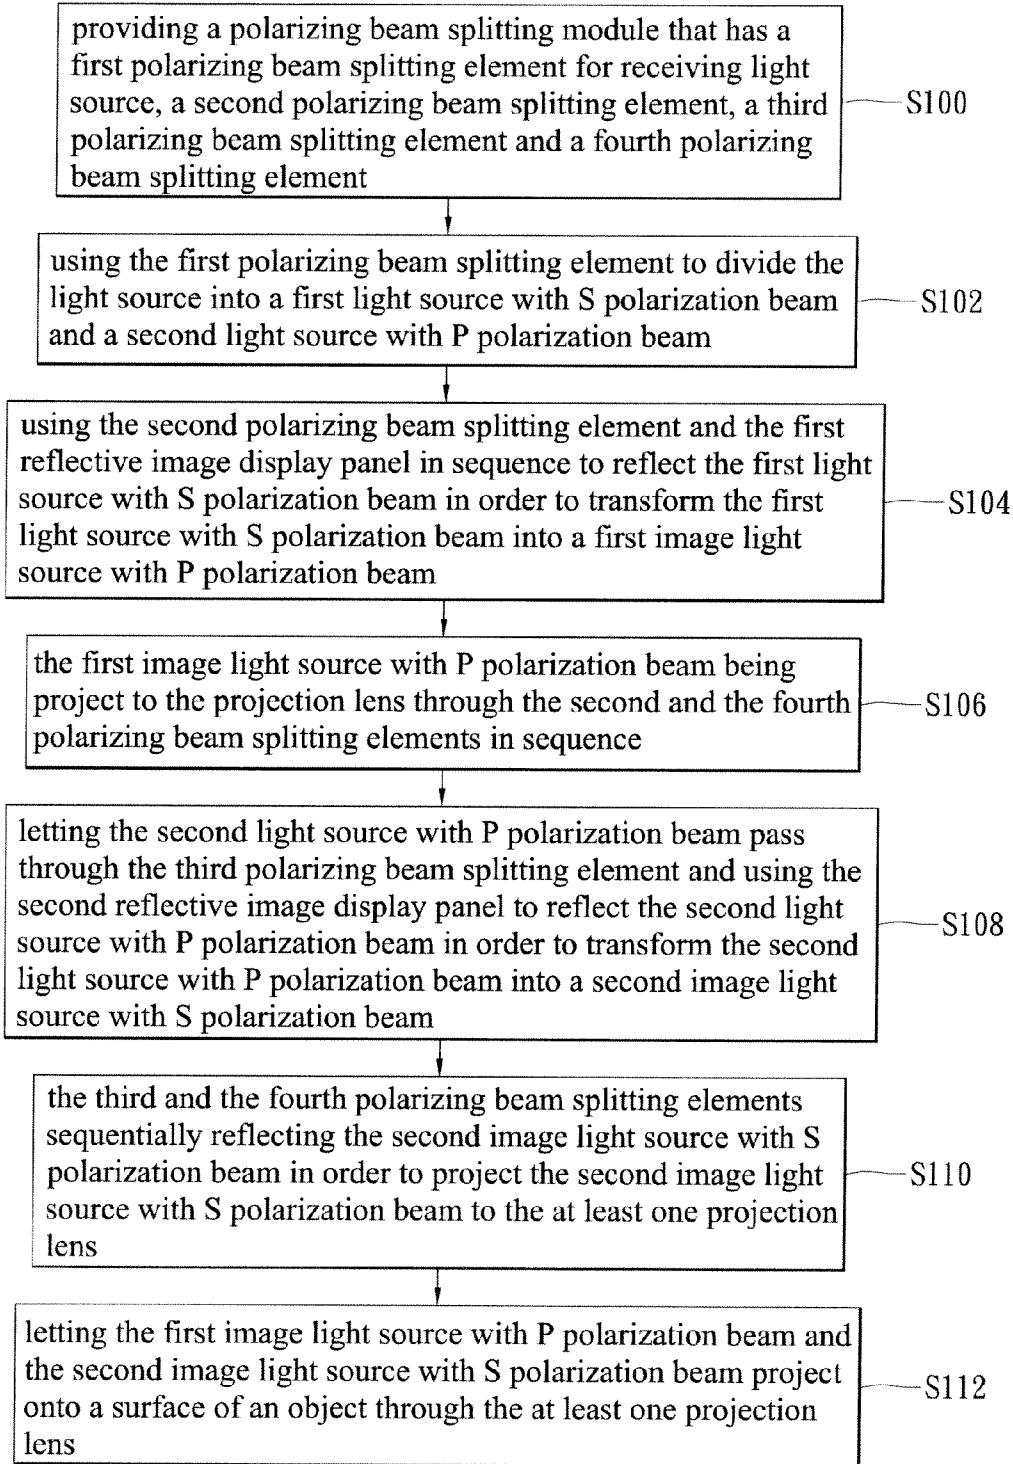 providing a polarizing beam splitting module that has a
first polarizing beam splitting element for receiving light
source, a second polarizing beam splitting element, a third
polarizing beam splitting element and a fourth polarizing
beam splitting element
S100
using the first polarizing beam splitting element to divide the
light source into a first light source with S polarization beam
and a second light source with P polarization beam
S102
using the second polarizing beam splitting element and the first
reflective image display panel in sequence to reflect the first light
source with S polarization beam in order to transform the first
light source with S polarization beam into a first image light
source with P polarization beam
S104
the first image light source with P polarization beam being
project to the projection lens through the second and the fourth
polarizing beam splitting elements in sequence
S106
letting the second light source with P polarization beam pass
through the third polarizing beam splitting element and using the
second reflective image display panel to reflect the second light
source with P polarization beam in order to transform the second
light source with P polarization beam into a second image light
source with S polarization beam
S108
the third and the fourth polarizing beam splitting elements
sequentially reflecting the second image light source with S
polarization beam in order to project the second image light
source with S polarization beam to the at least one projection
lens
S110
letting the first image light source with P polarization beam and
the second image light source with S polarization beam project
onto a surface of an object through the at least one projection
lens
S112